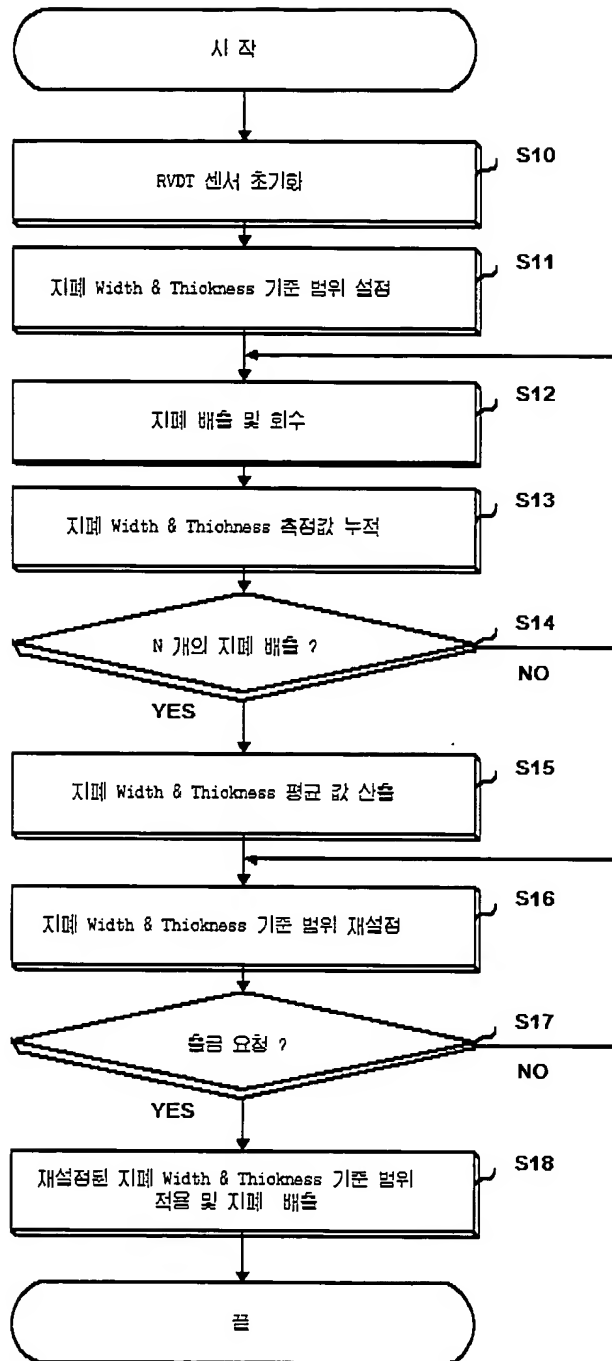 시 작
S10
RVDT 센서 초기화
S11
지폐 Width & Thickness 기준 범위 설정
S12
지폐 배출 및 회수
S13
지폐 Width & Thichness 측정값 누적
S14
N 개의 지폐 배출 ?
NO
YES
S15
지폐 Width & Thickness 평균 값 산출
S16
지폐 Width & Thickness 기준 범위 재설정
S17
출금 요청 ?
NO
YES
S18
재설정된 지폐 Width & Thickness 기준 범위
적용 및 지폐 배출
끝